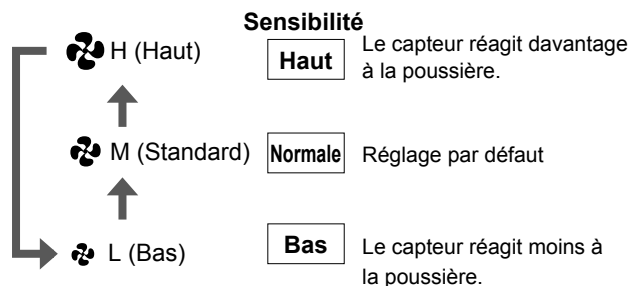 Sensibilité
H (Haut)
Haut
Le capteur réagit davantage
à la poussière.
M (Standard)
Normale
Réglage par défaut
L (Bas)
Bas
Le capteur réagit moins à
la poussière.